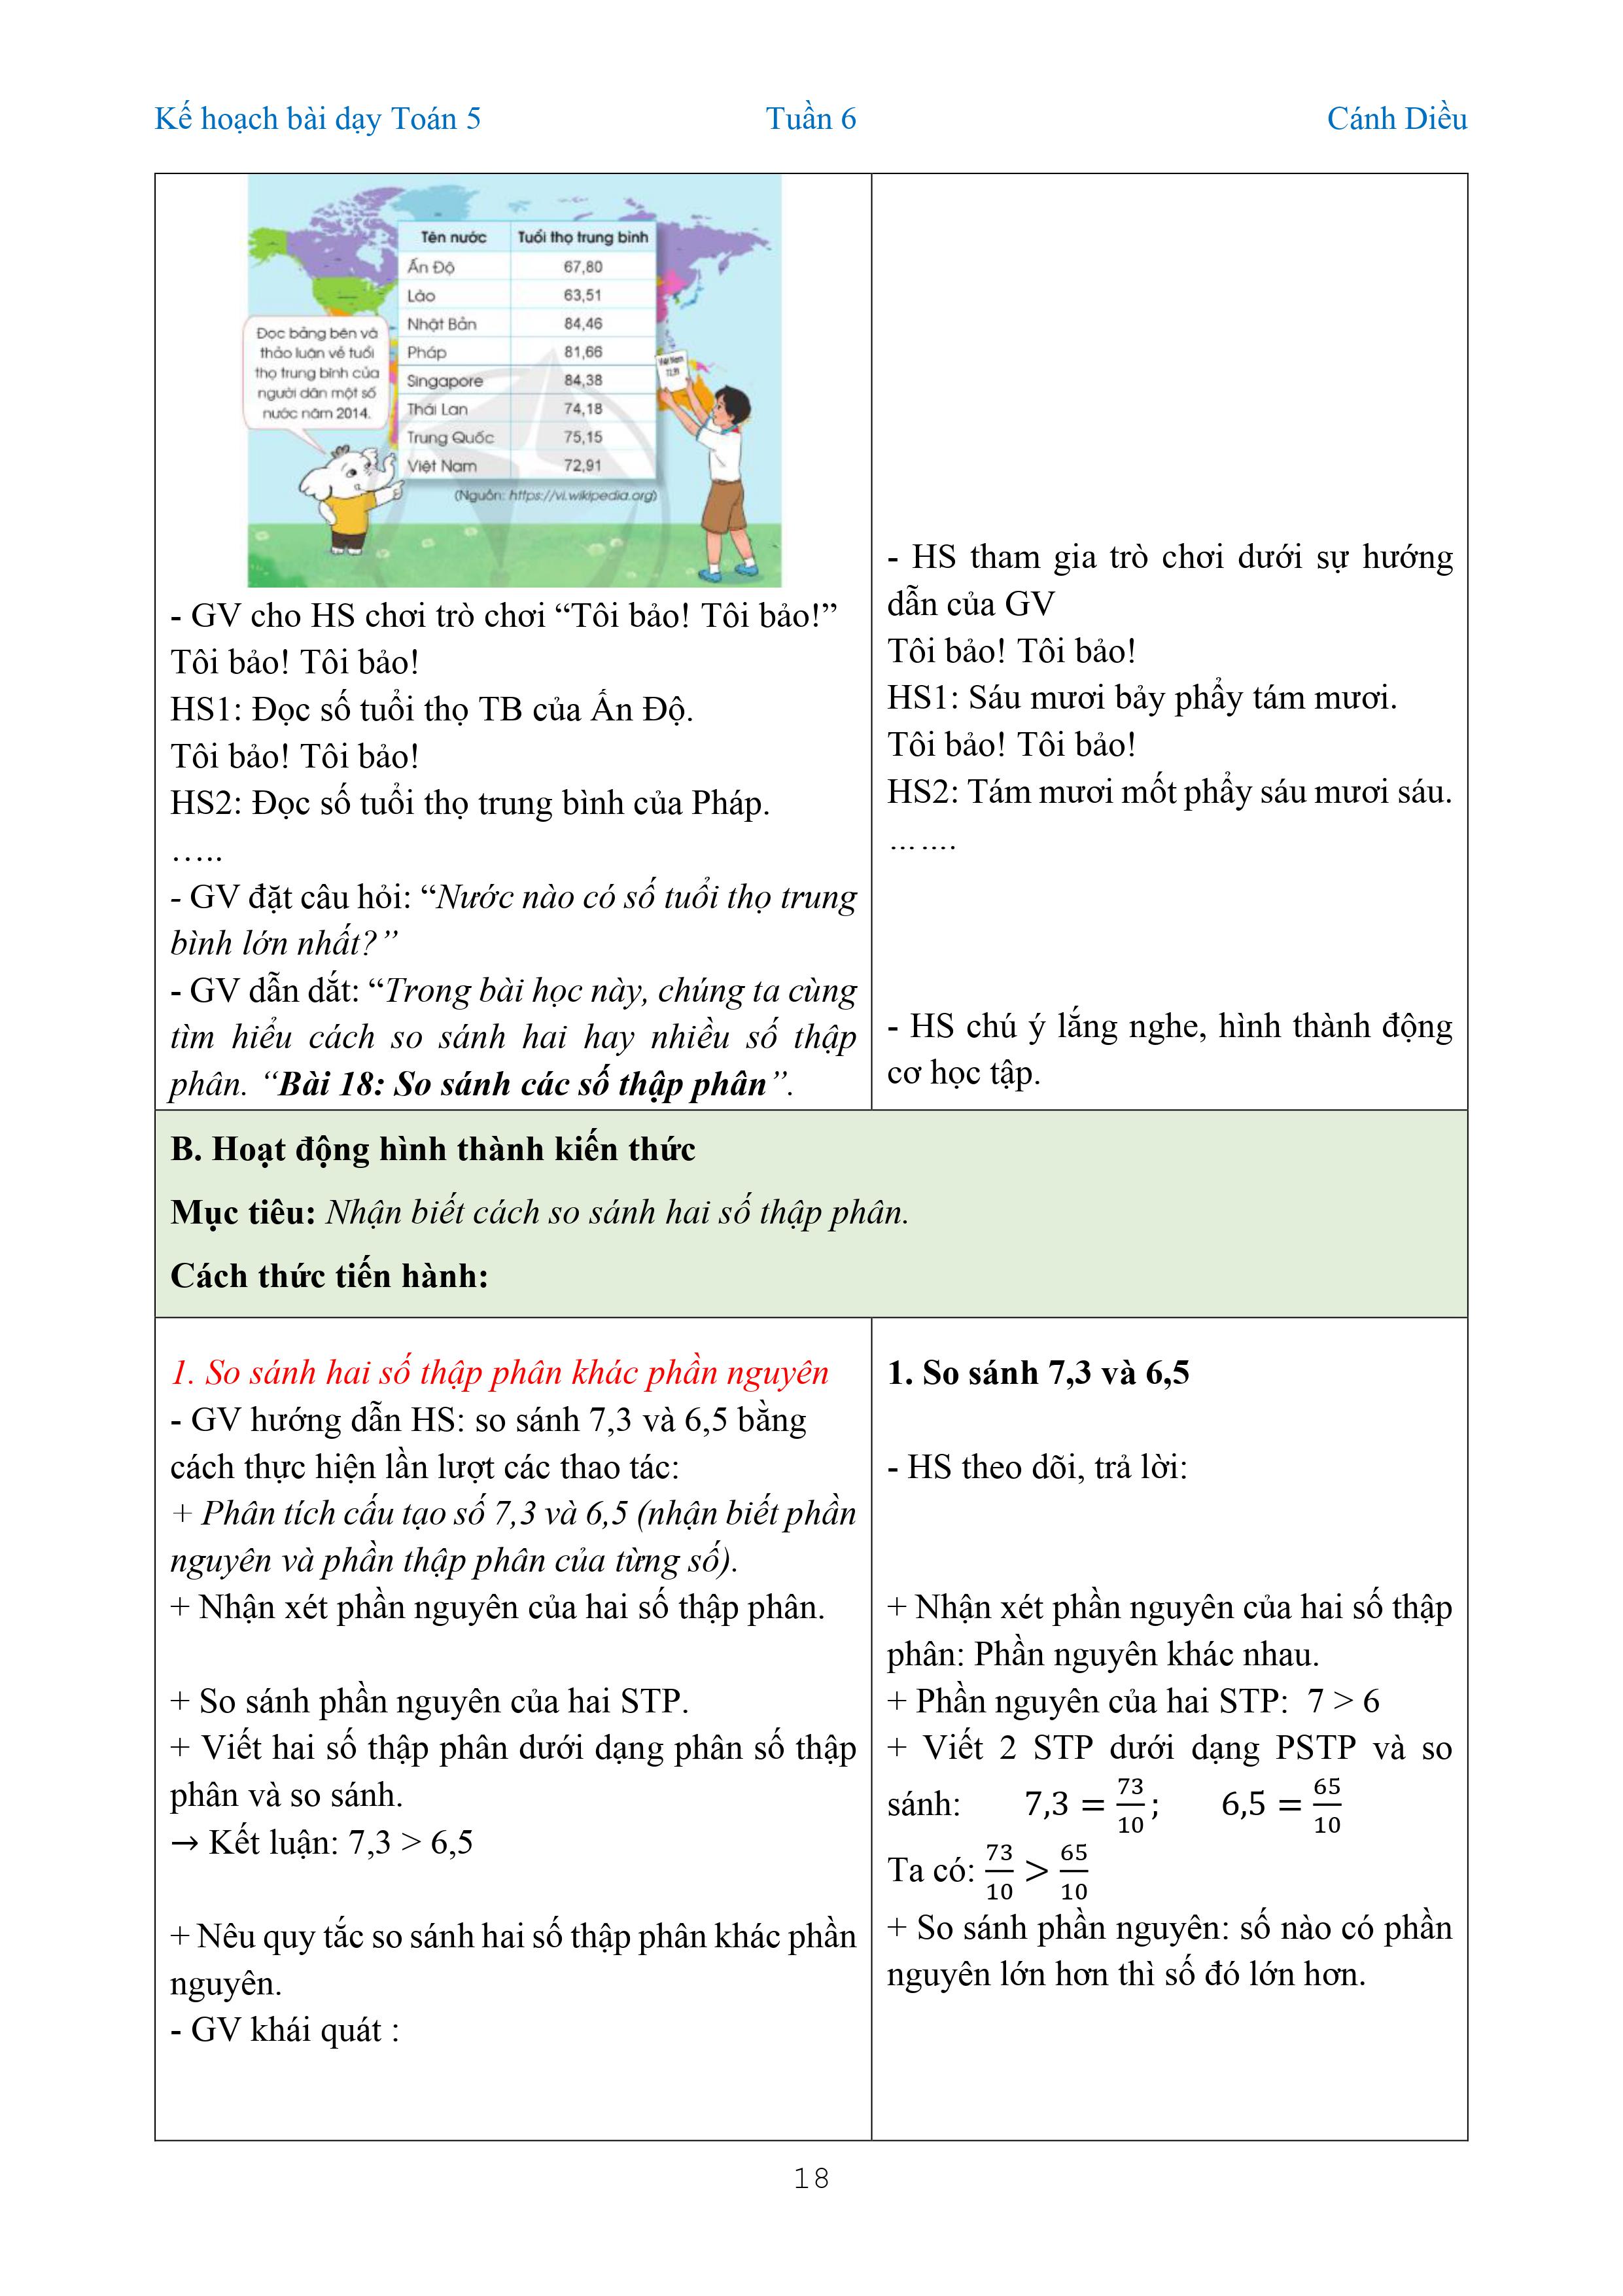 Kế hoạch bài dạy Toán 5 Tuần 6 Cánh Diều
Tên nước Tuổi thọ trung bình
Ấn Độ 67,80
Lào 63,51
Nhật Bản 84,46
Pháp 81,66
Singapore 84,38
Thái Lan 74,18
Trung Quốc 75,15
Việt Nam 72,91
(Nguồn: https://vi.wikipedia.org)
Đọc bảng bên và
thảo luận về tuổi
thọ trung bình của
người dân một số
nước năm 2014.
Việt Nam
72,91
- GV cho HS chơi trò chơi “Tôi bảo! Tôi bảo!”
Tôi bảo! Tôi bảo!
HS1: Đọc số tuổi thọ TB của Ấn Độ.
Tôi bảo! Tôi bảo!
HS2: Đọc số tuổi thọ trung bình của Pháp.
…..
- GV đặt câu hỏi: “Nước nào có số tuổi thọ trung
bình lớn nhất?”
- GV dẫn dắt: “Trong bài học này, chúng ta cùng
tìm hiểu cách so sánh hai hay nhiều số thập
phân. “Bài 18: So sánh các số thập phân”.
- HS tham gia trò chơi dưới sự hướng
dẫn của GV
Tôi bảo! Tôi bảo!
HS1: Sáu mươi bảy phẩy tám mươi.
Tôi bảo! Tôi bảo!
HS2: Tám mươi mốt phẩy sáu mươi sáu.
…….
- HS chú ý lắng nghe, hình thành động
cơ học tập.
B. Hoạt động hình thành kiến thức
Mục tiêu: Nhận biết cách so sánh hai số thập phân.
Cách thức tiến hành:
1. So sánh hai số thập phân khác phần nguyên
- GV hướng dẫn HS: so sánh 7,3 và 6,5 bằng
cách thực hiện lần lượt các thao tác:
+ Phân tích cấu tạo số 7,3 và 6,5 (nhận biết phần
nguyên và phần thập phân của từng số).
+ Nhận xét phần nguyên của hai số thập phân.
+ So sánh phần nguyên của hai STP.
+ Viết hai số thập phân dưới dạng phân số thập
phân và so sánh.
→ Kết luận: 7,3 > 6,5
+ Nêu quy tắc so sánh hai số thập phân khác phần
nguyên.
- GV khái quát :
1. So sánh 7,3 và 6,5
- HS theo dõi, trả lời:
+ Nhận xét phần nguyên của hai số thập
phân: Phần nguyên khác nhau.
+ Phần nguyên của hai STP: 7 > 6
+ Viết 2 STP dưới dạng PSTP và so
sánh: 7,3 = 73/10 ; 6,5 = 65/10
Ta có: 73/10 > 65/10
+ So sánh phần nguyên: số nào có phần
nguyên lớn hơn thì số đó lớn hơn.
18